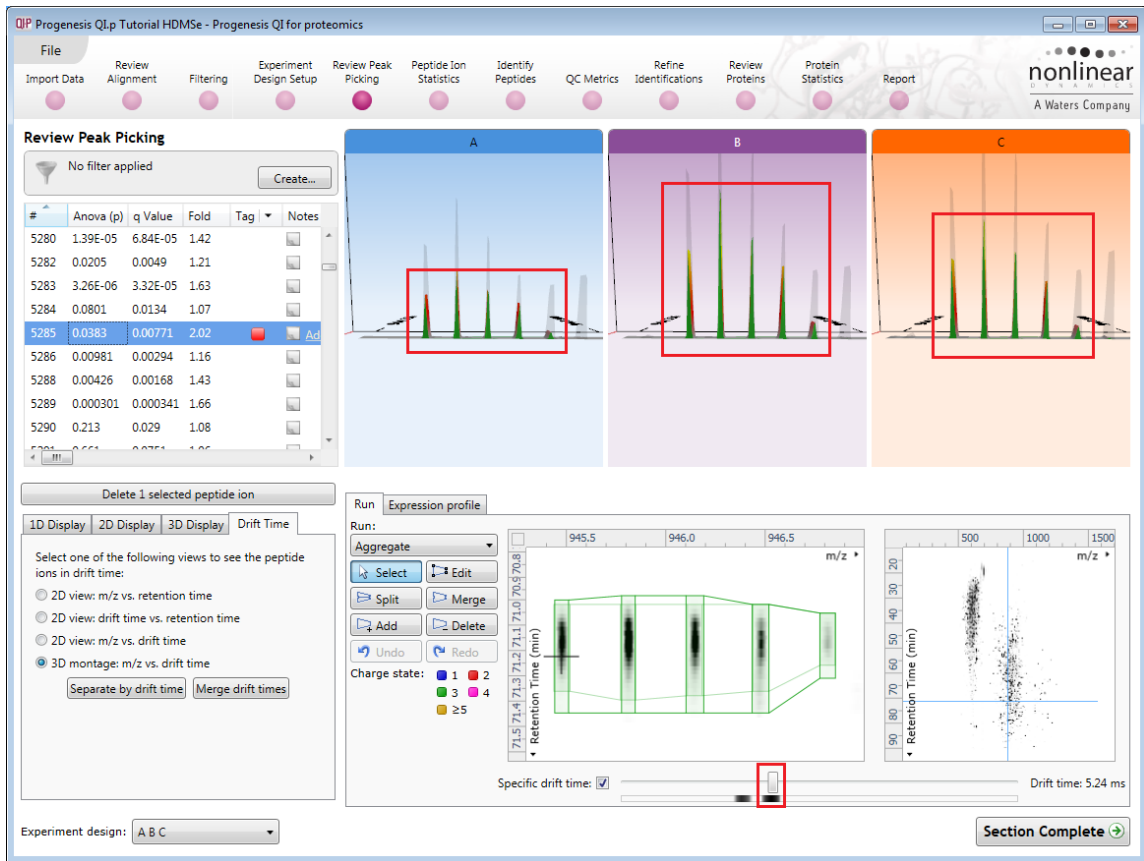 QIP Progenesis QI.p Tutorial HDMSe - Progenesis QI for proteomics
File
Import Data
Review Alignment
Filtering
Experiment Design Setup
Review Peak Picking
Peptide Ion Statistics
Identify Peptides
QC Metrics
Refine Identifications
Review Proteins
Protein Statistics
Report
nonlinear
DYNAMICS
A Waters Company
Review Peak Picking
No filter applied
Create...
# Anova (p) q Value Fold Tag Notes
5280 1.39E-05 6.84E-05 1.42
5282 0.0205 0.0049 1.21
5283 3.26E-06 3.32E-05 1.63
5284 0.0801 0.0134 1.07
5285 0.0383 0.00771 2.02 Ad
5286 0.00981 0.00294 1.16
5288 0.00426 0.00168 1.43
5289 0.000301 0.000341 1.66
5290 0.213 0.029 1.08
A
B
C
Delete 1 selected peptide ion
1D Display 2D Display 3D Display Drift Time
Select one of the following views to see the peptide
ions in drift time:
2D view: m/z vs. retention time
2D view: drift time vs. retention time
2D view: m/z vs. drift time
3D montage: m/z vs. drift time
Separate by drift time Merge drift times
Run Expression profile
Run:
Aggregate
Select Edit
Split Merge
Add Delete
Undo Redo
Charge state: 1 2
3 4
≥5
945.5 946.0 946.5
m/z
70.8 70.9 71.0 71.1 71.2 71.3 71.4 71.5
Retention Time (min)
500 1000 1500
m/z
20 30 40 50 60 70 80 90
Retention Time (min)
Specific drift time:
Drift time: 5.24 ms
Experiment design: A B C
Section Complete